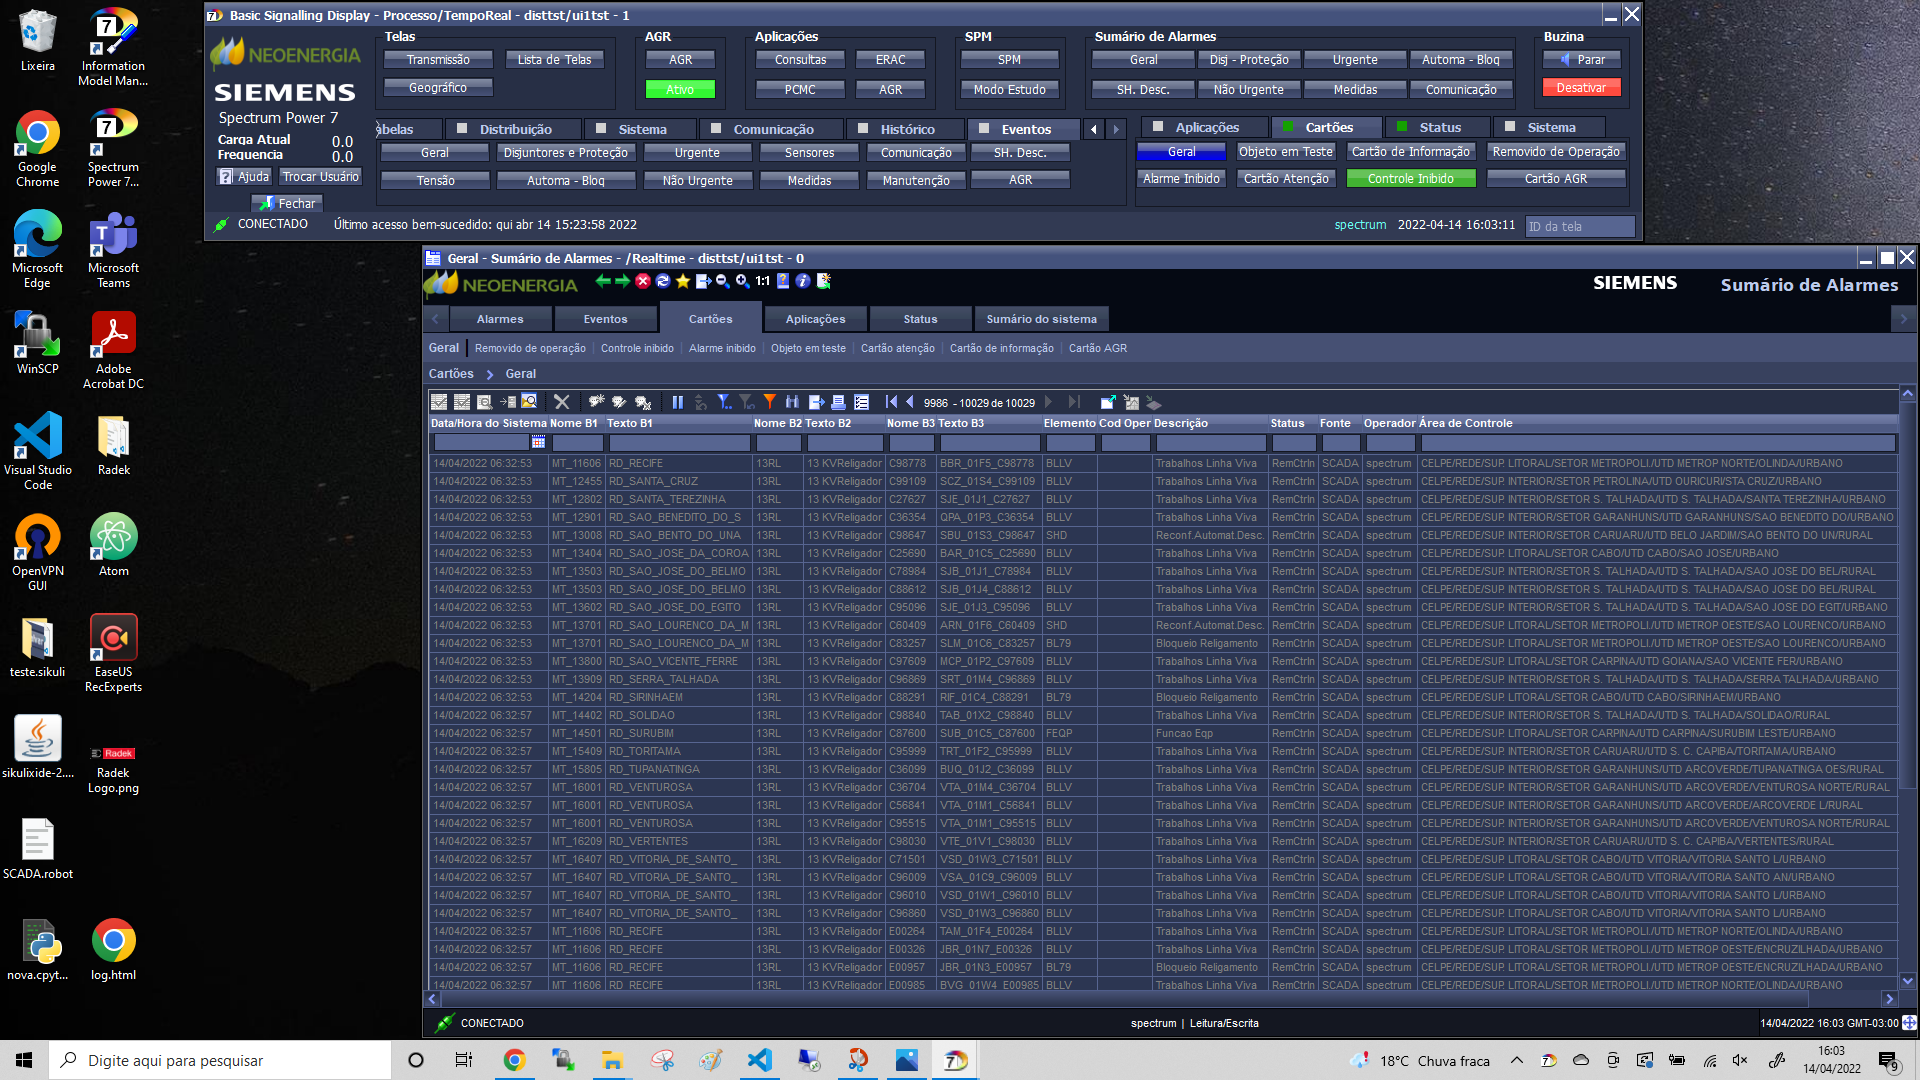 Lixeira
Information
Model Man...
Google
Chrome
Spectrum
Power 7...
Microsoft
Edge
Microsoft
Teams
WinSCP
Adobe
Acrobat DC
Visual Studio
Code
Radek
OpenVPN
GUI
Atom
teste.sikuli
EaseUS
RecExperts
sikulixide-2....
Radek
Logo.png
SCADA.robot
nova.cpyt...
log.html
Basic Signalling Display - Processo/TempoReal - disttst/ui1tst - 1
NEOENERGIA
SIEMENS
Spectrum Power 7
Carga Atual 0.0
Frequencia 0.0
Ajuda Trocar Usuário
Fechar
Telas
Transmissão Lista de Telas
Geográfico
AGR
AGR
Ativo
Aplicações
Consultas ERAC
PCMC AGR
SPM
SPM
Modo Estudo
Sumário de Alarmes
Geral Disj - Proteção Urgente Automa - Bloq
SH. Desc. Não Urgente Medidas Comunicação
Buzina
Parar
Desativar
abelas Distribuição Sistema Comunicação Histórico Eventos
Geral Disjuntores e Proteção Urgente Sensores Comunicação SH. Desc.
Tensão Automa - Bloq Não Urgente Medidas Manutenção AGR
Aplicações Cartões Status Sistema
Geral Objeto em Teste Cartão de Informação Removido de Operação
Alarme Inibido Cartão Atenção Controle Inibido Cartão AGR
CONECTADO Último acesso bem-sucedido: qui abr 14 15:23:58 2022 spectrum 2022-04-14 16:03:11 ID da tela
Geral - Sumário de Alarmes - /Realtime - disttst/ui1tst - 0
NEOENERGIA 1:1 SIEMENS Sumário de Alarmes
Alarmes Eventos Cartões Aplicações Status Sumário do sistema
Geral Removido de operação Controle inibido Alarme inibido Objeto em teste Cartão atenção Cartão de informação Cartão AGR
Cartões > Geral
9986 - 10029 de 10029
Data/Hora do Sistema Nome B1 Texto B1 Nome B2 Texto B2 Nome B3 Texto B3 Elemento Cod Oper Descrição Status Fonte Operador Área de Controle
14/04/2022 06:32:53 MT_11606 RD_RECIFE 13RL 13 KVReligador C98778 BBR_01F5_C98778 BLLV Trabalhos Linha Viva RemCtrln SCADA spectrum CELPE/REDE/SUP. LITORAL/SETOR METROPOLI./UTD METROP NORTE/OLINDA/URBANO
14/04/2022 06:32:53 MT_12455 RD_SANTA_CRUZ 13RL 13 KVReligador C99109 SCZ_01S4_C99109 BLLV Trabalhos Linha Viva RemCtrln SCADA spectrum CELPE/REDE/SUP. INTERIOR/SETOR PETROLINA/UTD OURICURI/STA CRUZ/URBANO
14/04/2022 06:32:53 MT_12802 RD_SANTA_TEREZINHA 13RL 13 KVReligador C27627 SJE_01J1_C27627 BLLV Trabalhos Linha Viva RemCtrln SCADA spectrum CELPE/REDE/SUP. INTERIOR/SETOR S. TALHADA/UTD S. TALHADA/SANTA TEREZINHA/URBANO
14/04/2022 06:32:53 MT_12901 RD_SAO_BENEDITO_DO_S 13RL 13 KVReligador C36354 QPA_01P3_C36354 BLLV Trabalhos Linha Viva RemCtrln SCADA spectrum CELPE/REDE/SUP. INTERIOR/SETOR GARANHUNS/UTD GARANHUNS/SAO BENEDITO DO/URBANO
14/04/2022 06:32:53 MT_13008 RD_SAO_BENTO_DO_UNA 13RL 13 KVReligador C98647 SBU_01S3_C98647 SHD Reconf.Automat.Desc. RemCtrln SCADA spectrum CELPE/REDE/SUP. INTERIOR/SETOR CARUARU/UTD BELO JARDIM/SAO BENTO DO UN/RURAL
14/04/2022 06:32:53 MT_13404 RD_SAO_JOSE_DA_COROA 13RL 13 KVReligador C25690 BAR_01C5_C25690 BLLV Trabalhos Linha Viva RemCtrln SCADA spectrum CELPE/REDE/SUP. LITORAL/SETOR CABO/UTD CABO/SAO JOSE/URBANO
14/04/2022 06:32:53 MT_13503 RD_SAO_JOSE_DO_BELMO 13RL 13 KVReligador C78984 SJB_01J1_C78984 BLLV Trabalhos Linha Viva RemCtrln SCADA spectrum CELPE/REDE/SUP. INTERIOR/SETOR S. TALHADA/UTD S. TALHADA/SAO JOSE DO BEL/RURAL
14/04/2022 06:32:53 MT_13503 RD_SAO_JOSE_DO_BELMO 13RL 13 KVReligador C88612 SJB_01J4_C88612 BLLV Trabalhos Linha Viva RemCtrln SCADA spectrum CELPE/REDE/SUP. INTERIOR/SETOR S. TALHADA/UTD S. TALHADA/SAO JOSE DO BEL/RURAL
14/04/2022 06:32:53 MT_13602 RD_SAO_JOSE_DO_EGITO 13RL 13 KVReligador C95096 SJE_01J3_C95096 BLLV Trabalhos Linha Viva RemCtrln SCADA spectrum CELPE/REDE/SUP. INTERIOR/SETOR S. TALHADA/UTD S. TALHADA/SAO JOSE DO EGIT/URBANO
14/04/2022 06:32:53 MT_13701 RD_SAO_LOURENCO_DA_M 13RL 13 KVReligador C60409 ARN_01F6_C60409 SHD Reconf.Automat.Desc. RemCtrln SCADA spectrum CELPE/REDE/SUP. LITORAL/SETOR METROPOLI./UTD METROP OESTE/SAO LOURENCO/URBANO
14/04/2022 06:32:53 MT_13701 RD_SAO_LOURENCO_DA_M 13RL 13 KVReligador C83257 SLM_01C6_C83257 BL79 Bloqueio Religamento RemCtrln SCADA spectrum CELPE/REDE/SUP. LITORAL/SETOR METROPOLI./UTD METROP OESTE/SAO LOURENCO/URBANO
14/04/2022 06:32:53 MT_13800 RD_SAO_VICENTE_FERRE 13RL 13 KVReligador C97609 MCP_01P2_C97609 BLLV Trabalhos Linha Viva RemCtrln SCADA spectrum CELPE/REDE/SUP. LITORAL/SETOR CARPINA/UTD GOIANA/SAO VICENTE FER/URBANO
14/04/2022 06:32:53 MT_13909 RD_SERRA_TALHADA 13RL 13 KVReligador C96869 SRT_01M4_C96869 BLLV Trabalhos Linha Viva RemCtrln SCADA spectrum CELPE/REDE/SUP. INTERIOR/SETOR S. TALHADA/UTD S. TALHADA/SERRA TALHADA/URBANO
14/04/2022 06:32:57 MT_14204 RD_SIRINHAEM 13RL 13 KVReligador C88291 RIF_01C4_C88291 BL79 Bloqueio Religamento RemCtrln SCADA spectrum CELPE/REDE/SUP. LITORAL/SETOR CABO/UTD CABO/SIRINHAEM/URBANO
14/04/2022 06:32:57 MT_14402 RD_SOLIDAO 13RL 13 KVReligador C98840 TAB_01X2_C98840 BLLV Trabalhos Linha Viva RemCtrln SCADA spectrum CELPE/REDE/SUP. INTERIOR/SETOR S. TALHADA/UTD S. TALHADA/SOLIDAO/RURAL
14/04/2022 06:32:57 MT_14501 RD_SURUBIM 13RL 13 KVReligador C87600 SUB_01C5_C87600 FEQP Funcao Eqp RemCtrln SCADA spectrum CELPE/REDE/SUP. LITORAL/SETOR CARPINA/UTD CARPINA/SURUBIM LESTE/URBANO
14/04/2022 06:32:57 MT_15409 RD_TORITAMA 13RL 13 KVReligador C95999 TRT_01F2_C95999 BLLV Trabalhos Linha Viva RemCtrln SCADA spectrum CELPE/REDE/SUP. INTERIOR/SETOR CARUARU/UTD S. C. CAPIBA/TORITAMA/URBANO
14/04/2022 06:32:57 MT_15805 RD_TUPANATINGA 13RL 13 KVReligador C36099 BUQ_01J2_C36099 BLLV Trabalhos Linha Viva RemCtrln SCADA spectrum CELPE/REDE/SUP. INTERIOR/SETOR GARANHUNS/UTD ARCOVERDE/TUPANATINGA OES/RURAL
14/04/2022 06:32:57 MT_16001 RD_VENTUROSA 13RL 13 KVReligador C36704 VTA_01M4_C36704 BLLV Trabalhos Linha Viva RemCtrln SCADA spectrum CELPE/REDE/SUP. INTERIOR/SETOR GARANHUNS/UTD ARCOVERDE/VENTUROSA NORTE/RURAL
14/04/2022 06:32:57 MT_16001 RD_VENTUROSA 13RL 13 KVReligador C56841 VTA_01M1_C56841 BLLV Trabalhos Linha Viva RemCtrln SCADA spectrum CELPE/REDE/SUP. INTERIOR/SETOR GARANHUNS/UTD ARCOVERDE/ARCOVERDE L/RURAL
14/04/2022 06:32:57 MT_16001 RD_VENTUROSA 13RL 13 KVReligador C95515 VTA_01M1_C95515 BLLV Trabalhos Linha Viva RemCtrln SCADA spectrum CELPE/REDE/SUP. INTERIOR/SETOR GARANHUNS/UTD ARCOVERDE/VENTUROSA NORTE/RURAL
14/04/2022 06:32:57 MT_16209 RD_VERTENTES 13RL 13 KVReligador C98030 VTE_01V1_C98030 BLLV Trabalhos Linha Viva RemCtrln SCADA spectrum CELPE/REDE/SUP. INTERIOR/SETOR CARUARU/UTD S. C. CAPIBA/VERTENTES/RURAL
14/04/2022 06:32:57 MT_16407 RD_VITORIA_DE_SANTO_ 13RL 13 KVReligador C71501 VSD_01W3_C71501 BLLV Trabalhos Linha Viva RemCtrln SCADA spectrum CELPE/REDE/SUP. LITORAL/SETOR CABO/UTD VITORIA/VITORIA SANTO L/URBANO
14/04/2022 06:32:57 MT_16407 RD_VITORIA_DE_SANTO_ 13RL 13 KVReligador C96009 VSA_01C9_C96009 BLLV Trabalhos Linha Viva RemCtrln SCADA spectrum CELPE/REDE/SUP. LITORAL/SETOR CABO/UTD VITORIA/VITORIA SANTO AN/URBANO
14/04/2022 06:32:57 MT_16407 RD_VITORIA_DE_SANTO_ 13RL 13 KVReligador C96010 VSD_01W1_C96010 BLLV Trabalhos Linha Viva RemCtrln SCADA spectrum CELPE/REDE/SUP. LITORAL/SETOR CABO/UTD VITORIA/VITORIA SANTO L/URBANO
14/04/2022 06:32:57 MT_16407 RD_VITORIA_DE_SANTO_ 13RL 13 KVReligador C96860 VSD_01W3_C96860 BLLV Trabalhos Linha Viva RemCtrln SCADA spectrum CELPE/REDE/SUP. LITORAL/SETOR CABO/UTD VITORIA/VITORIA SANTO L/URBANO
14/04/2022 06:32:57 MT_11606 RD_RECIFE 13RL 13 KVReligador E00264 TAM_01F4_E00264 BLLV Trabalhos Linha Viva RemCtrln SCADA spectrum CELPE/REDE/SUP. LITORAL/SETOR METROPOLI./UTD METROP NORTE/OLINDA/URBANO
14/04/2022 06:32:57 MT_11606 RD_RECIFE 13RL 13 KVReligador E00326 JBR_01N7_E00326 BLLV Trabalhos Linha Viva RemCtrln SCADA spectrum CELPE/REDE/SUP. LITORAL/SETOR METROPOLI./UTD METROP OESTE/ENCRUZILHADA/URBANO
14/04/2022 06:32:57 MT_11606 RD_RECIFE 13RL 13 KVReligador E00957 JBR_01N3_E00957 BL79 Bloqueio Religamento RemCtrln SCADA spectrum CELPE/REDE/SUP. LITORAL/SETOR METROPOLI./UTD METROP OESTE/ENCRUZILHADA/URBANO
14/04/2022 06:32:57 MT_11606 RD_RECIFE 13RL 13 KVReligador E00985 BVG_01W4_E00985 BLLV Trabalhos Linha Viva RemCtrln SCADA spectrum CELPE/REDE/SUP. LITORAL/SETOR METROPOLI./UTD METROP NORTE/OLINDA/URBANO
CONECTADO spectrum | Leitura/Escrita 14/04/2022 16:03 GMT-03:00
Digite aqui para pesquisar 18°C Chuva fraca 16:03
14/04/2022 9